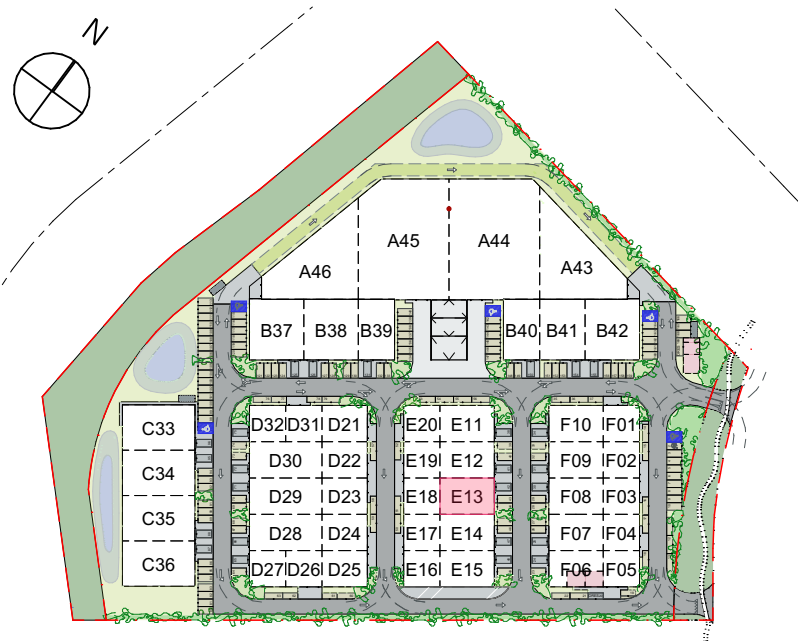 N
A45 A44
A46 A43
B37 B38 B39 B40 B41 B42
C33
C34
C35
C36
D32 D31 D21
D30 D22
D29 D23
D28 D24
D27 D26 D25
E20 E11
E19 E12
E18 E13
E17 E14
E16 E15
F10 F01
F09 F02
F08 F03
F07 F04
F06 F05